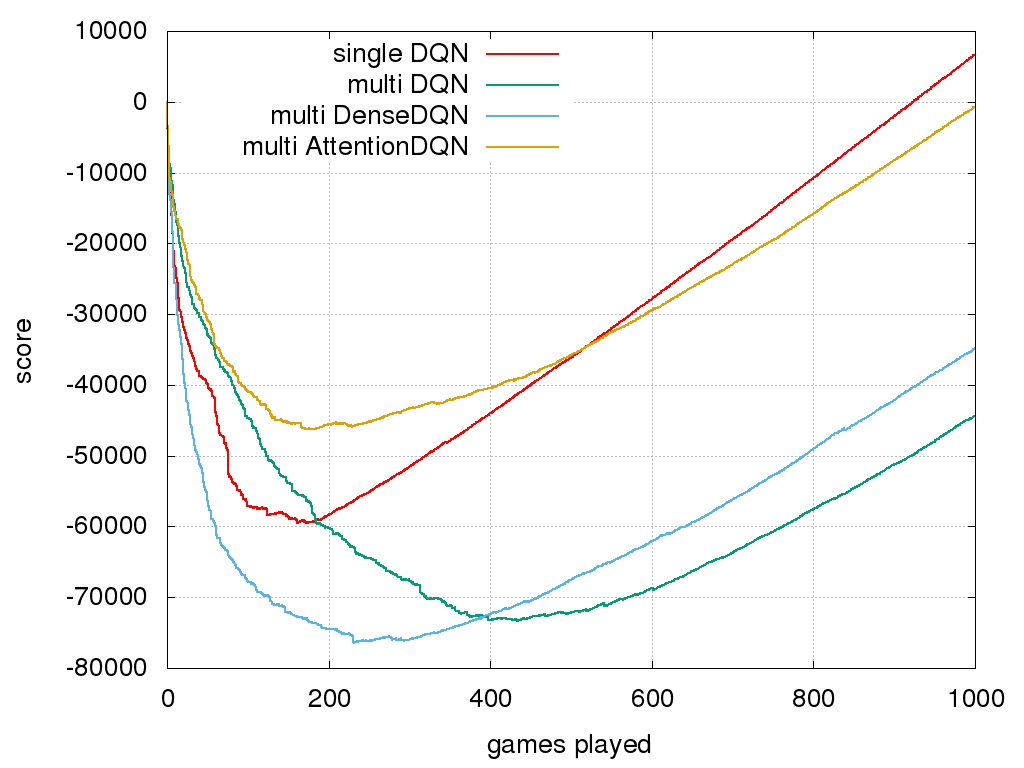 10000
0
-10000
-20000
-30000
-40000
-50000
-60000
-70000
-80000
score
single DQN
multi DQN
multi DenseDQN
multi AttentionDQN
0 200 400 600 800 1000
games played